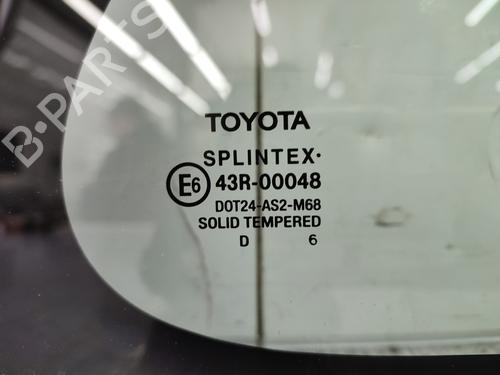 B-PARTS
TOYOTA
SPLINTEX·
E6 43R-00048
DOT24-AS2-M68
SOLID TEMPERED
D 6